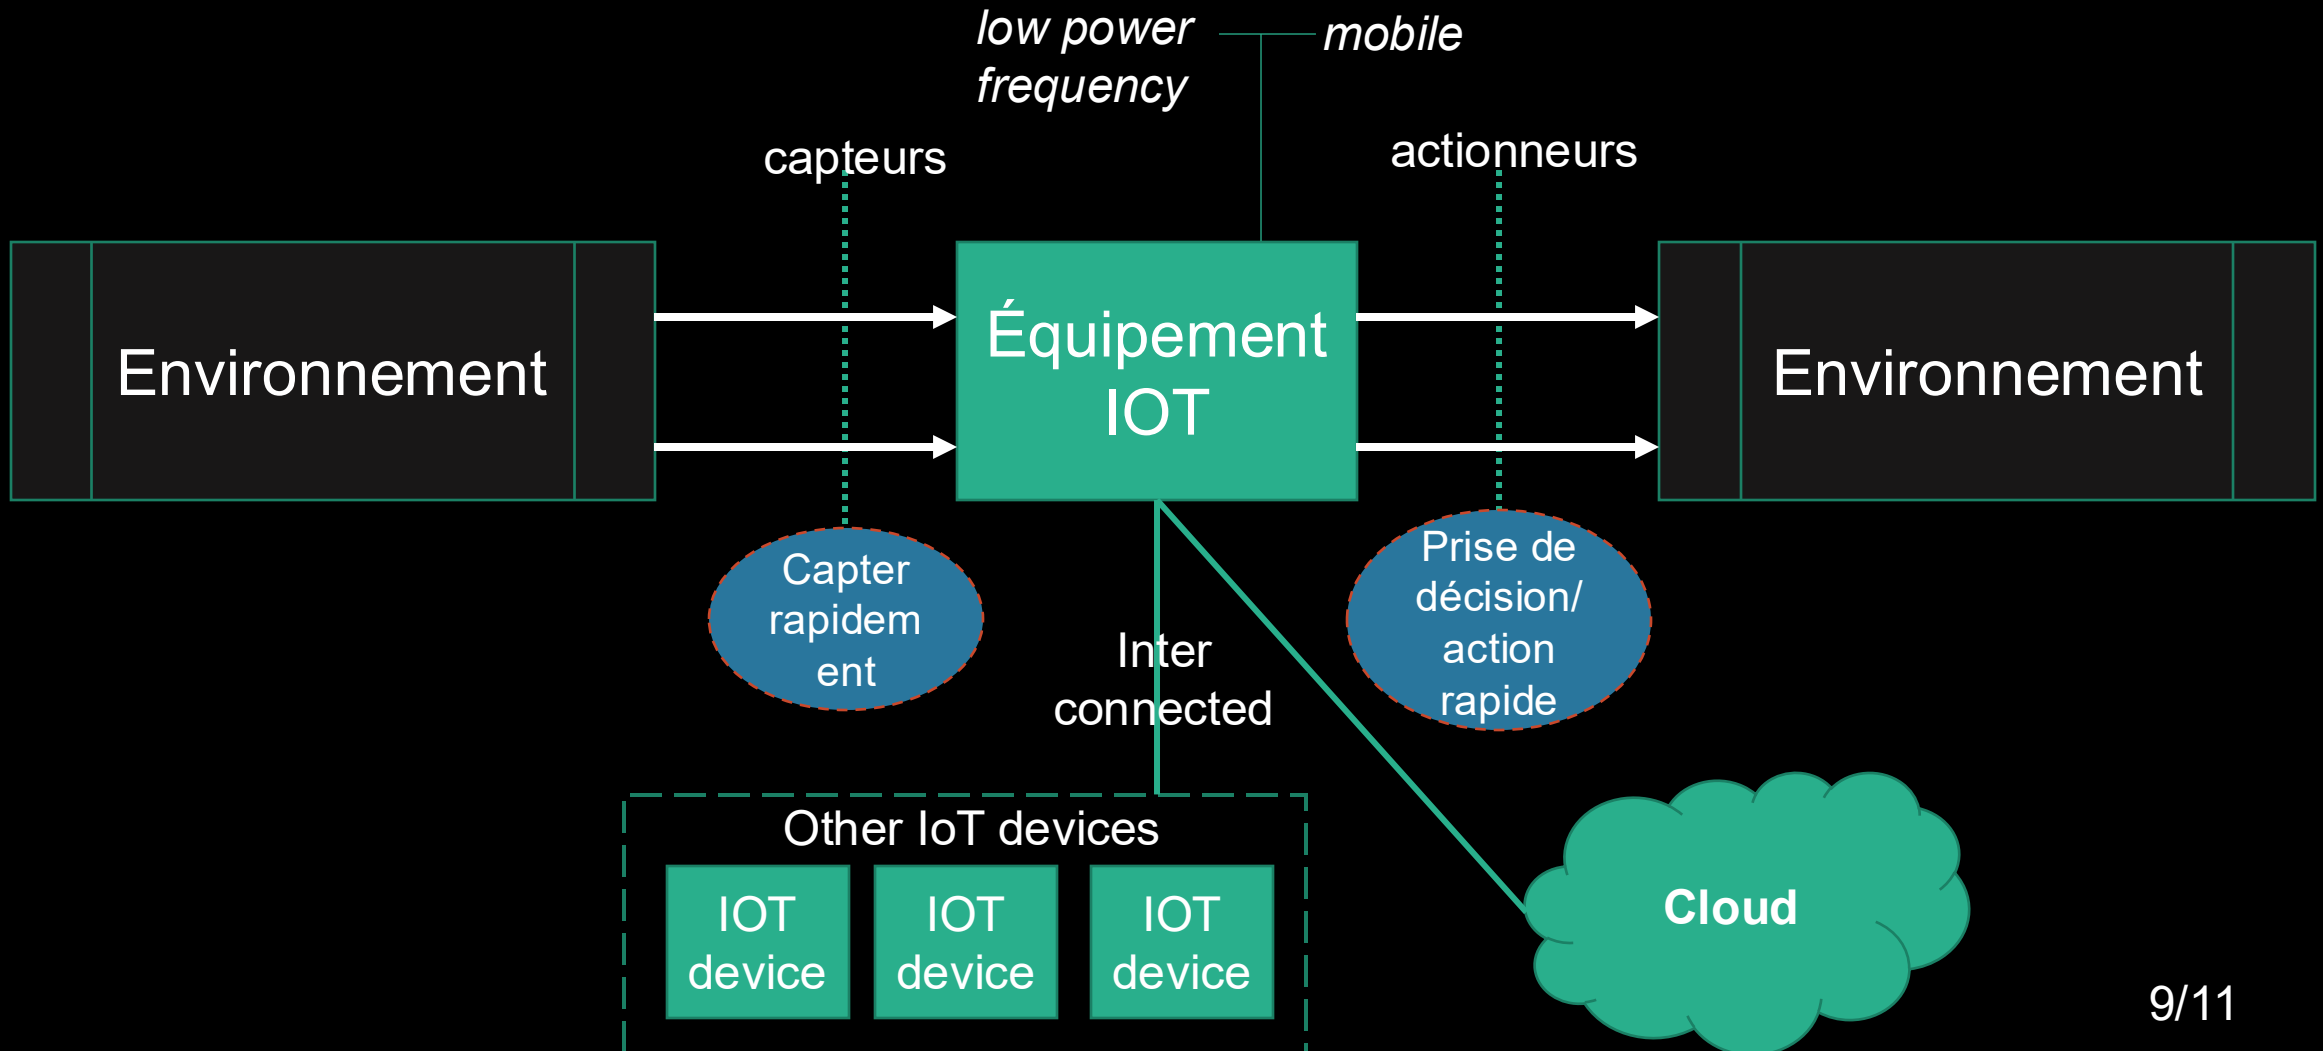 low power
frequency
mobile
capteurs
actionneurs
Environnement
Équipement
IOT
Environnement
Capter
rapidem
ent
Prise de
décision/
action
rapide
Inter
connected
Other IoT devices
IOT
device
IOT
device
IOT
device
Cloud
9/11